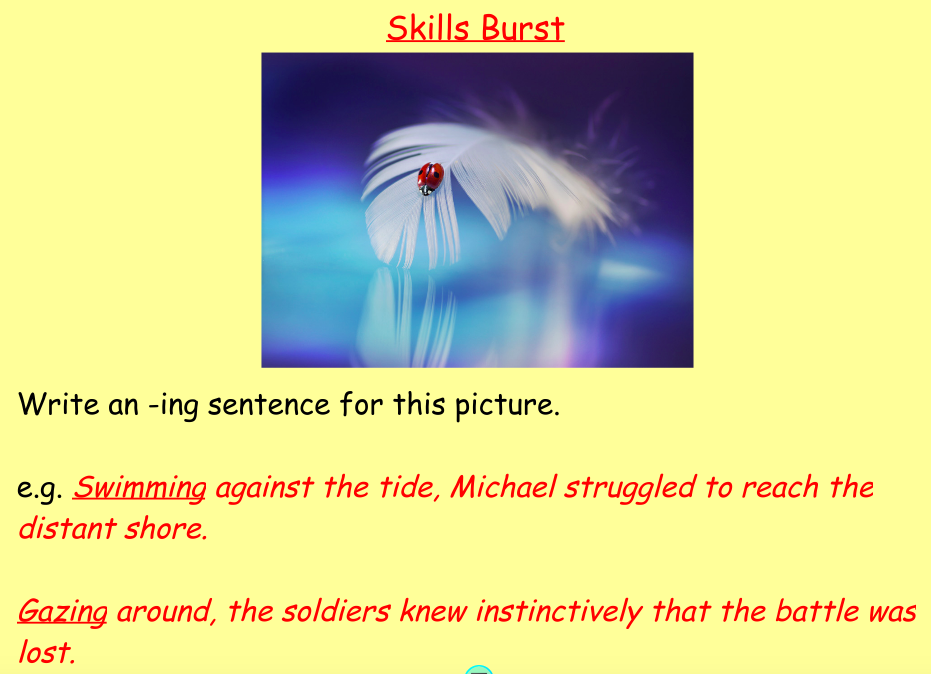 Skills Burst
Write an -ing sentence for this picture.
e.g. Swimming against the tide, Michael struggled to reach the
distant shore.
Gazing around, the soldiers knew instinctively that the battle was
lost.